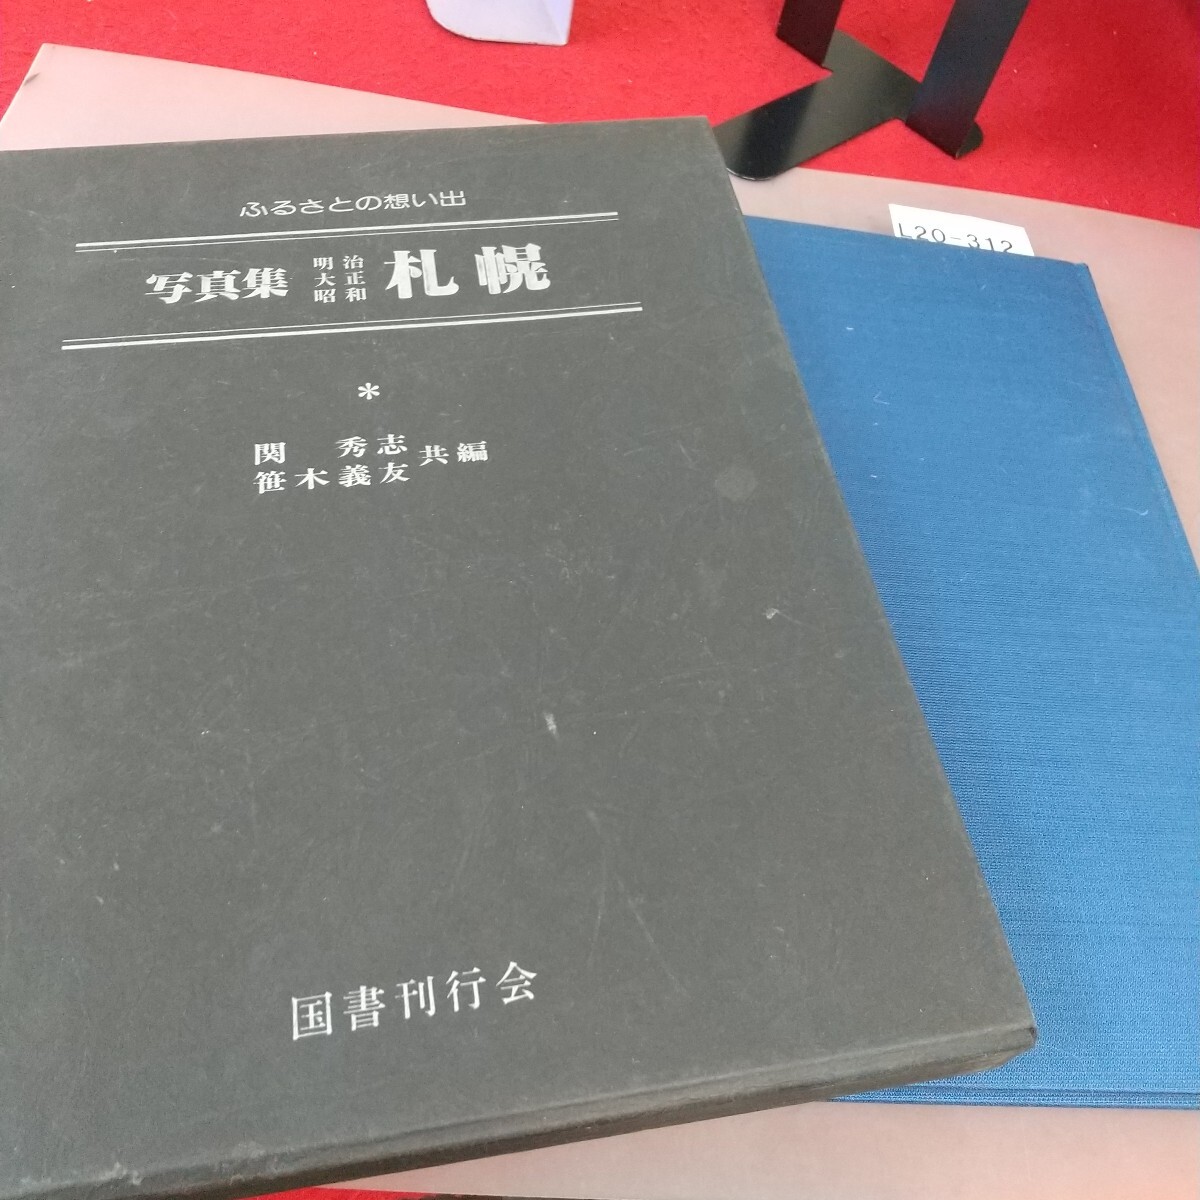 ふるさとの想い出
写真集 明治大正昭和 札幌
*
関 秀志
笹木義友 共編
国書刊行会
L20-312